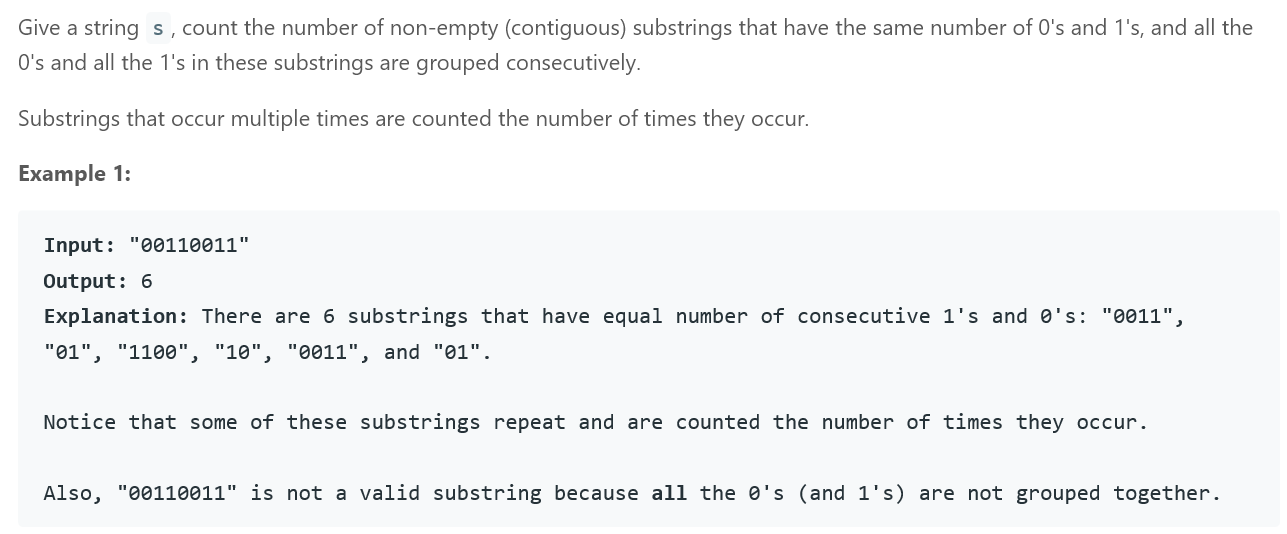 Give a string s, count the number of non-empty (contiguous) substrings that have the same number of 0's and 1's, and all the
0's and all the 1's in these substrings are grouped consecutively.
Substrings that occur multiple times are counted the number of times they occur.
Example 1:
Input: "00110011"
Output: 6
Explanation: There are 6 substrings that have equal number of consecutive 1's and 0's: "0011",
"01", "1100", "10", "0011", and "01".
Notice that some of these substrings repeat and are counted the number of times they occur.
Also, "00110011" is not a valid substring because all the 0's (and 1's) are not grouped together.